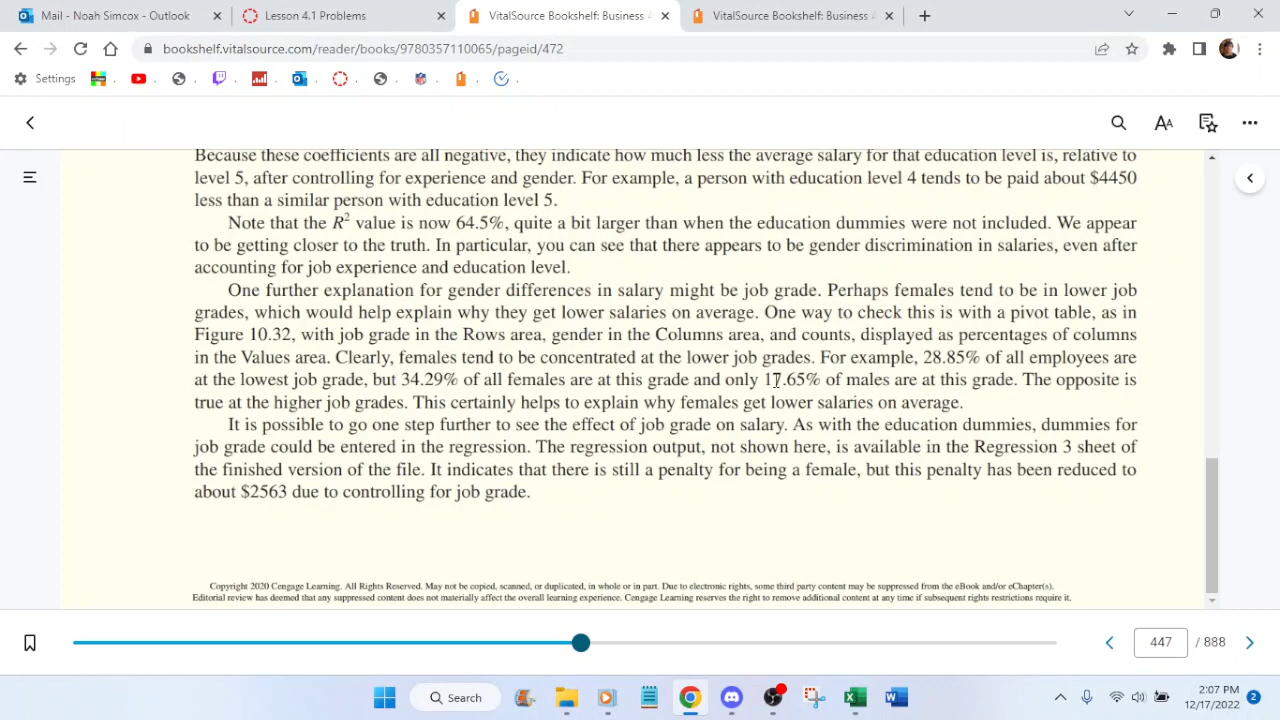 Mail - Noah Simcox - Outlook
Lesson 4.1 Problems
VitalSource Bookshelf: Business
VitalSource Bookshelf: Business A
bookshelf.vitalsource.com/reader/books/9780357110065/pageid/472
Settings
Because these coefficients are all negative, they indicate how much less the average salary for that education level is, relative to
level 5, after controlling for experience and gender. For example, a person with education level 4 tends to be paid about $4450
less than a similar person with education level 5.
Note that the R² value is now 64.5%, quite a bit larger than when the education dummies were not included. We appear
to be getting closer to the truth. In particular, you can see that there appears to be gender discrimination in salaries, even after
accounting for job experience and education level.
One further explanation for gender differences in salary might be job grade. Perhaps females tend to be in lower job
grades, which would help explain why they get lower salaries on average. One way to check this is with a pivot table, as in
Figure 10.32, with job grade in the Rows area, gender in the Columns area, and counts, displayed as percentages of columns
in the Values area. Clearly, females tend to be concentrated at the lower job grades. For example, 28.85% of all employees are
at the lowest job grade, but 34.29% of all females are at this grade and only 17.65% of males are at this grade. The opposite is
true at the higher job grades. This certainly helps to explain why females get lower salaries on average.
It is possible to go one step further to see the effect of job grade on salary. As with the education dummies, dummies for
job grade could be entered in the regression. The regression output, not shown here, is available in the Regression 3 sheet of
the finished version of the file. It indicates that there is still a penalty for being a female, but this penalty has been reduced to
about $2563 due to controlling for job grade.
Copyright 2020 Cengage Learning. All Rights Reserved. May not be copied, scanned, or duplicated, in whole or in part. Due to electronic rights, some third party content may be suppressed from the eBook and/or eChapter(s).
Editorial review has deemed that any suppressed content does not materially affect the overall learning experience. Cengage Learning reserves the right to remove additional content at any time if subsequent rights restrictions require it.
447 / 888
Search
2:07 PM
12/17/2022
2